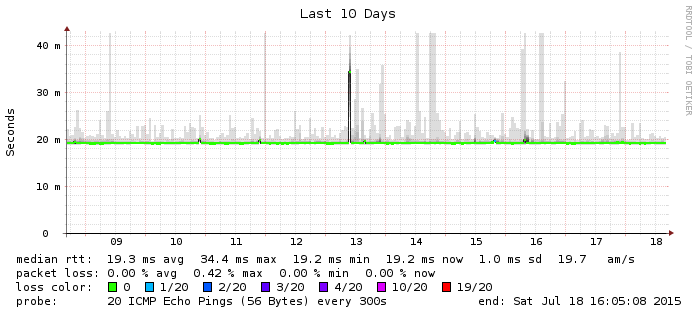 Last 10 Days
RRDTOOL / TOBI OETIKER
Seconds
40 m
30 m
20 m
10 m
0
09 10 11 12 13 14 15 16 17 18
median rtt: 19.3 ms avg 34.4 ms max 19.2 ms min 19.2 ms now 1.0 ms sd 19.7 am/s
packet loss: 0.00 % avg 0.42 % max 0.00 % min 0.00 % now
loss color: 0 1/20 2/20 3/20 4/20 10/20 19/20
probe: 20 ICMP Echo Pings (56 Bytes) every 300s end: Sat Jul 18 16:05:08 2015